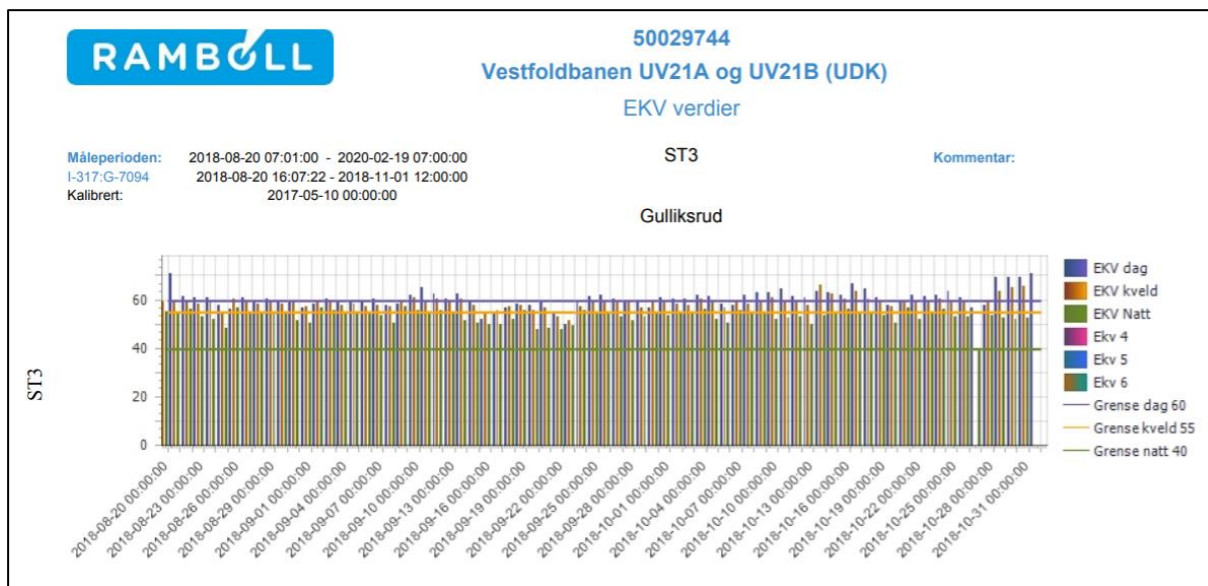 RAMBOLL
50029744
Vestfoldbanen UV21A og UV21B (UDK)
EKV verdier
Måleperioden: 2018-08-20 07:01:00 - 2020-02-19 07:00:00
I-317:G-7094 2018-08-20 16:07:22 - 2018-11-01 12:00:00
Kalibrert: 2017-05-10 00:00:00
ST3
Kommentar:
Gulliksrud
ST3
60
40
20
0
EKV dag
EKV kveld
EKV Natt
Ekv 4
Ekv 5
Ekv 6
Grense dag 60
Grense kveld 55
Grense natt 40
2018-08-20 00:00:00
2018-08-23 00:00:00
2018-08-26 00:00:00
2018-08-29 00:00:00
2018-09-01 00:00:00
2018-09-04 00:00:00
2018-09-07 00:00:00
2018-09-10 00:00:00
2018-09-13 00:00:00
2018-09-16 00:00:00
2018-09-19 00:00:00
2018-09-22 00:00:00
2018-09-25 00:00:00
2018-09-28 00:00:00
2018-10-01 00:00:00
2018-10-04 00:00:00
2018-10-07 00:00:00
2018-10-10 00:00:00
2018-10-13 00:00:00
2018-10-16 00:00:00
2018-10-19 00:00:00
2018-10-22 00:00:00
2018-10-25 00:00:00
2018-10-28 00:00:00
2018-10-31 00:00:00